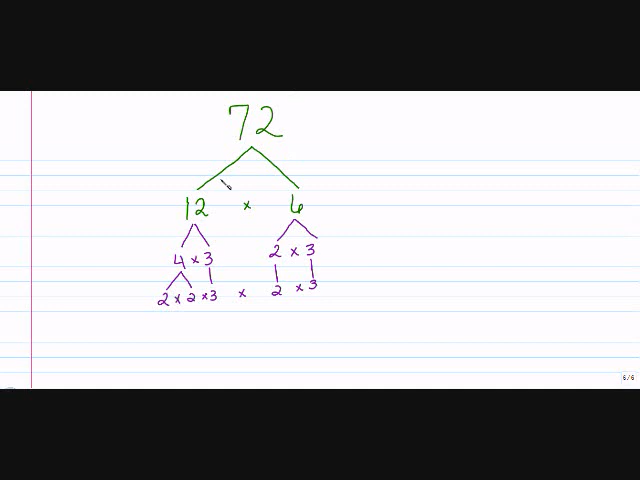 72
12 × 6
4 × 3 2 × 3
2 × 2 × 3 × 2 × 3
6/6